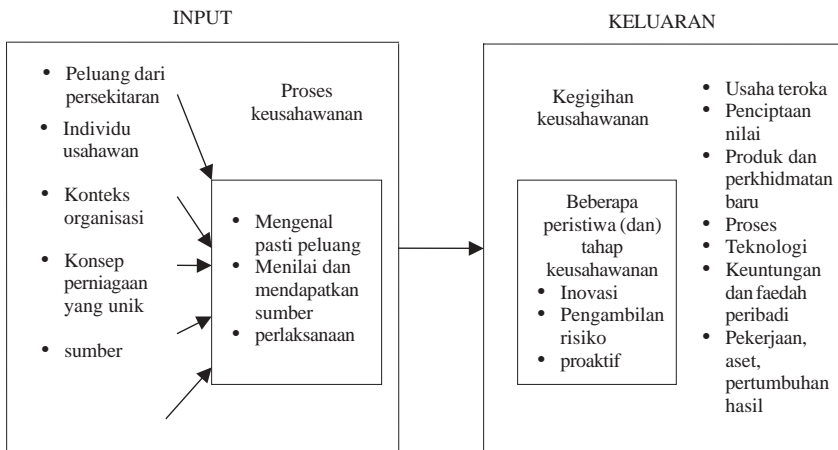 INPUT
• Peluang dari
persekitaran
• Individu
usahawan
• Konteks
organisasi
• Konsep
perniagaan
yang unik
• sumber
Proses
keusahawanan
• Mengenal
pasti peluang
• Menilai dan
mendapatkan
sumber
• perlaksanaan
KELUARAN
Kegigihan
keusahawanan
Beberapa
peristiwa (dan)
tahap
keusahawanan
• Inovasi
• Pengambilan
risiko
• proaktif
• Usaha teroka
• Penciptaan
nilai
• Produk dan
perkhidmatan
baru
• Proses
• Teknologi
• Keuntungan
dan faedah
peribadi
• Pekerjaan,
aset,
pertumbuhan
hasil